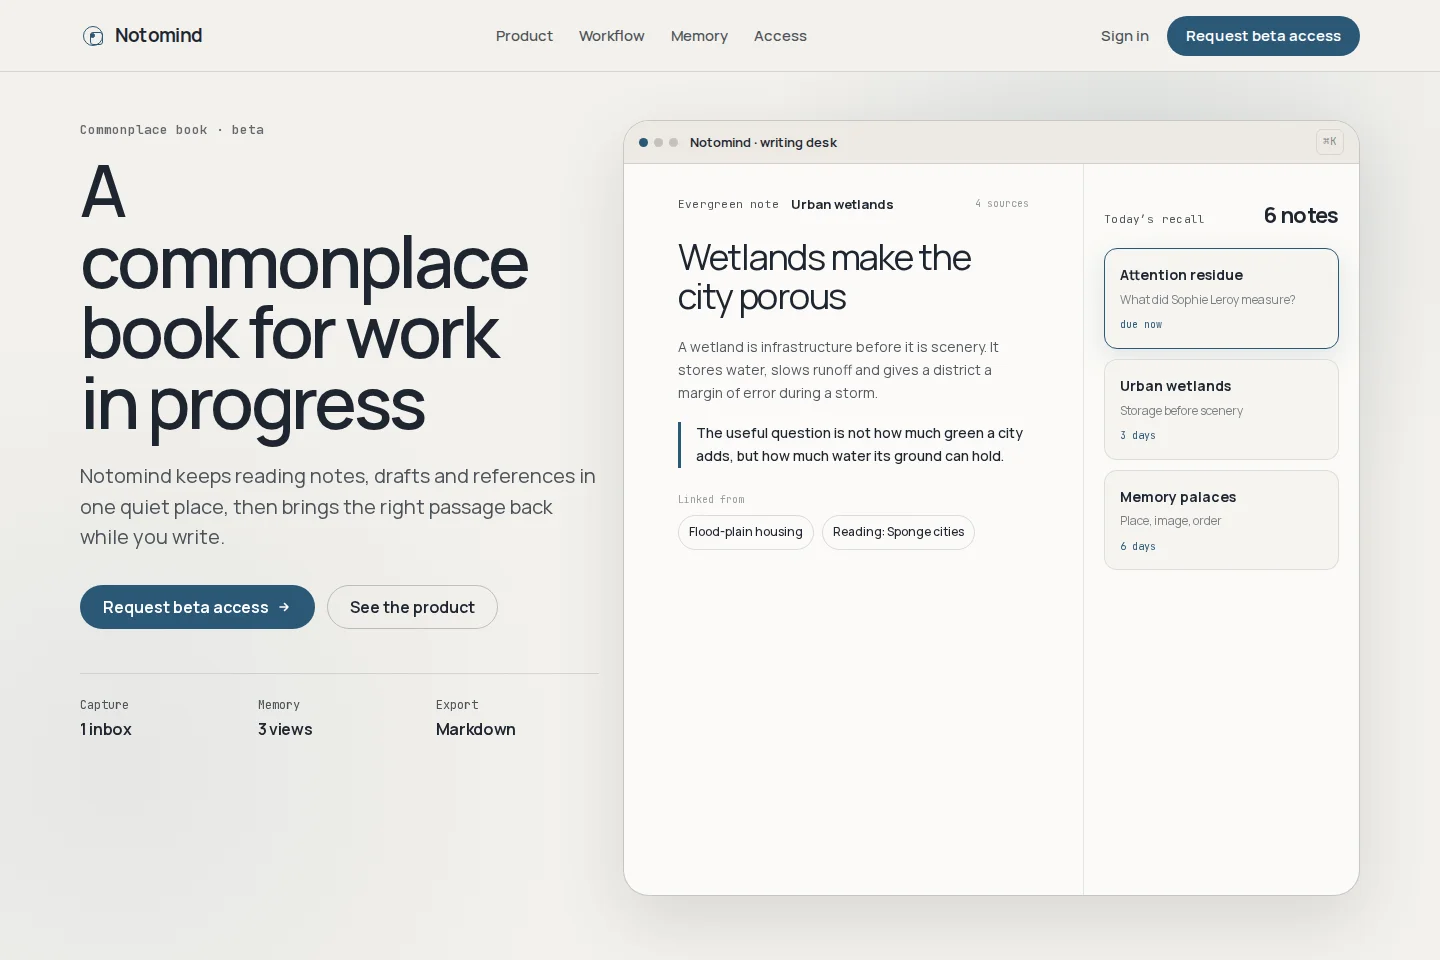 Notomind
Product
Workflow
Memory
Access
Sign in
Request beta access
Commonplace book · beta
A
commonplace
book for work
in progress
Notomind keeps reading notes, drafts and references in
one quiet place, then brings the right passage back
while you write.
Request beta access →
See the product
Capture
1 inbox
Memory
3 views
Export
Markdown
Notomind · writing desk
⌘K
Evergreen note Urban wetlands
4 sources
Wetlands make the
city porous
A wetland is infrastructure before it is scenery. It
stores water, slows runoff and gives a district a
margin of error during a storm.
The useful question is not how much green a city
adds, but how much water its ground can hold.
Linked from
Flood-plain housing
Reading: Sponge cities
Today’s recall
6 notes
Attention residue
What did Sophie Leroy measure?
due now
Urban wetlands
Storage before scenery
3 days
Memory palaces
Place, image, order
6 days